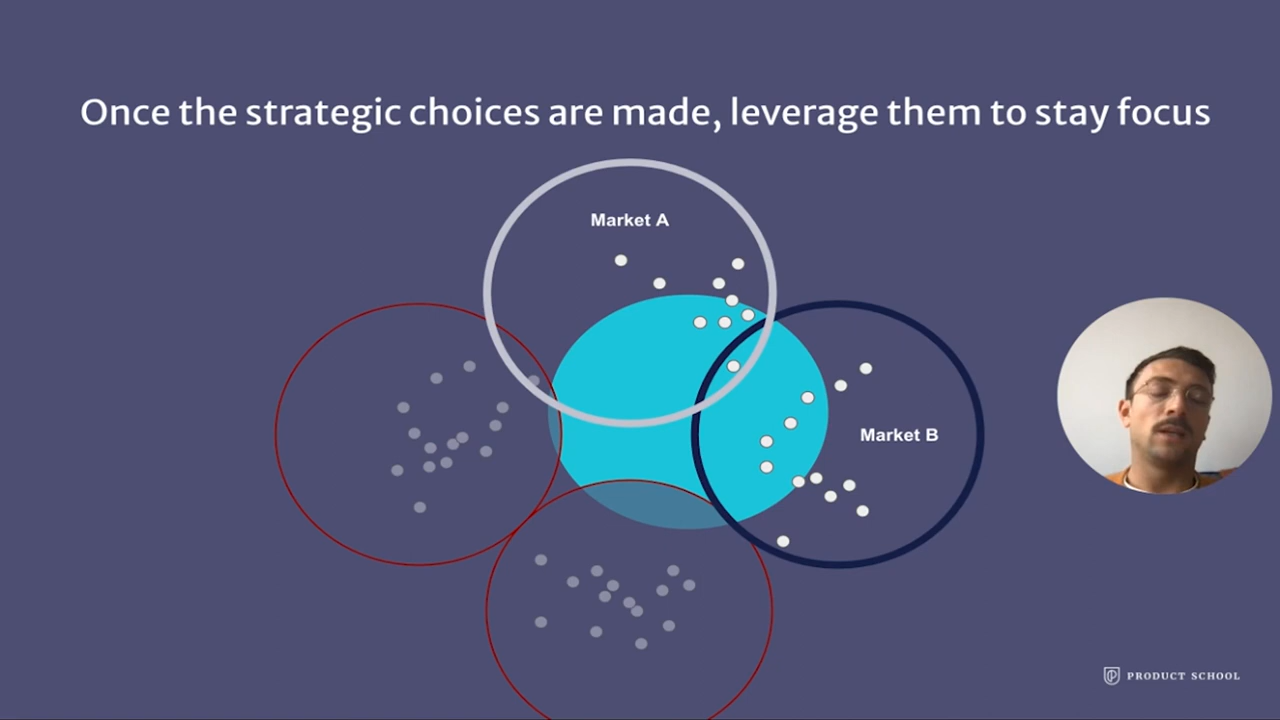 Once the strategic choices are made, leverage them to stay focus
Market A
Market B
PRODUCT SCHOOL